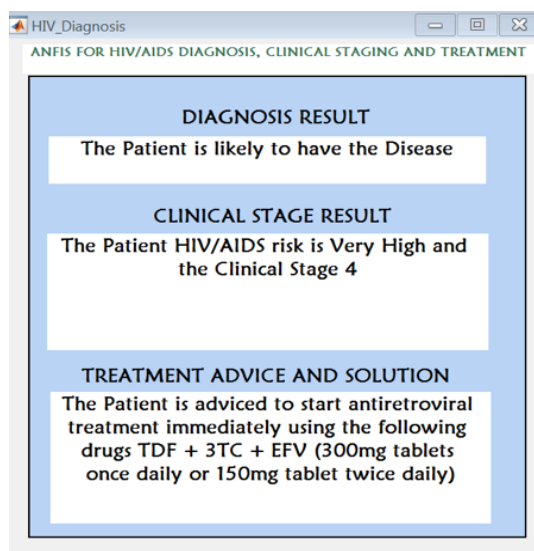 HIV_Diagnosis
ANFIS FOR HIV/AIDS DIAGNOSIS, CLINICAL STAGING AND TREATMENT
DIAGNOSIS RESULT
The Patient is likely to have the Disease
CLINICAL STAGE RESULT
The Patient HIV/AIDS risk is Very High and
the Clinical Stage 4
TREATMENT ADVICE AND SOLUTION
The Patient is adviced to start antiretroviral
treatment immediately using the following
drugs TDF + 3TC + EFV (300mg tablets
once daily or 150mg tablet twice daily)